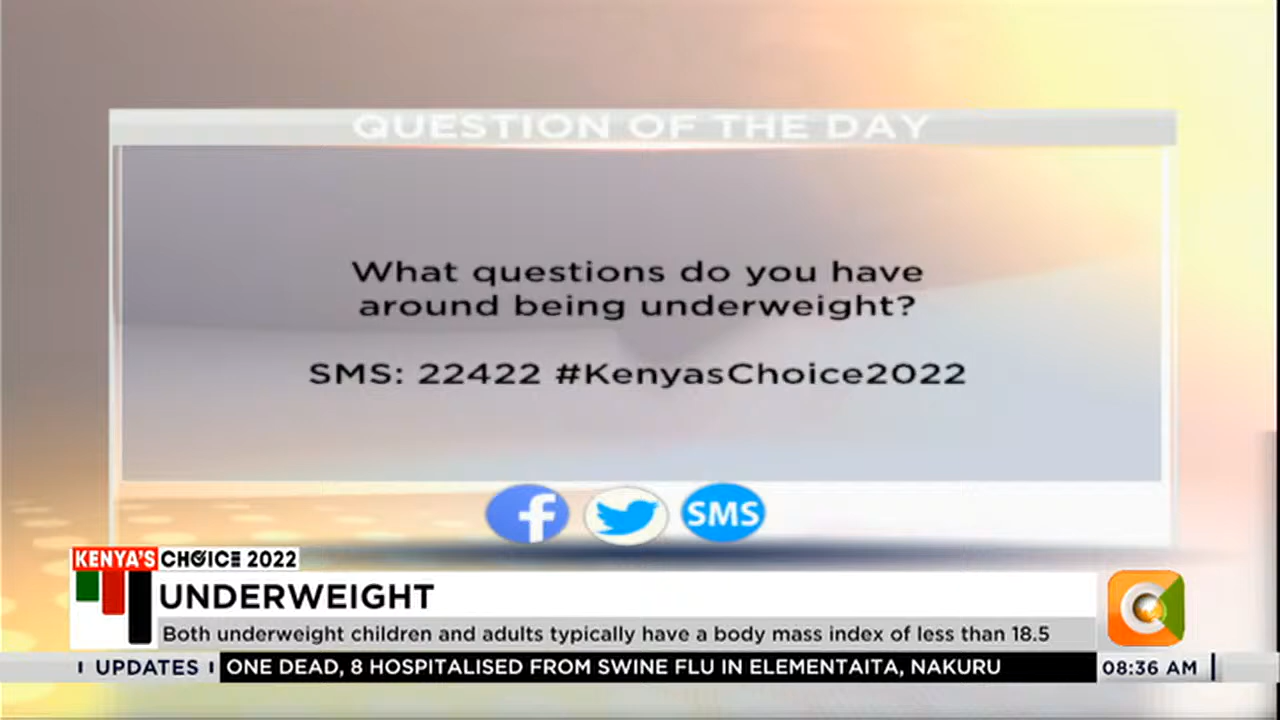 QUESTION OF THE DAY
What questions do you have
around being underweight?
SMS: 22422 #KenyasChoice2022
f
SMS
KENYA'S CHOICE 2022
UNDERWEIGHT
Both underweight children and adults typically have a body mass index of less than 18.5
UPDATES ONE DEAD, 8 HOSPITALISED FROM SWINE FLU IN ELEMENTAITA, NAKURU 08:36 AM